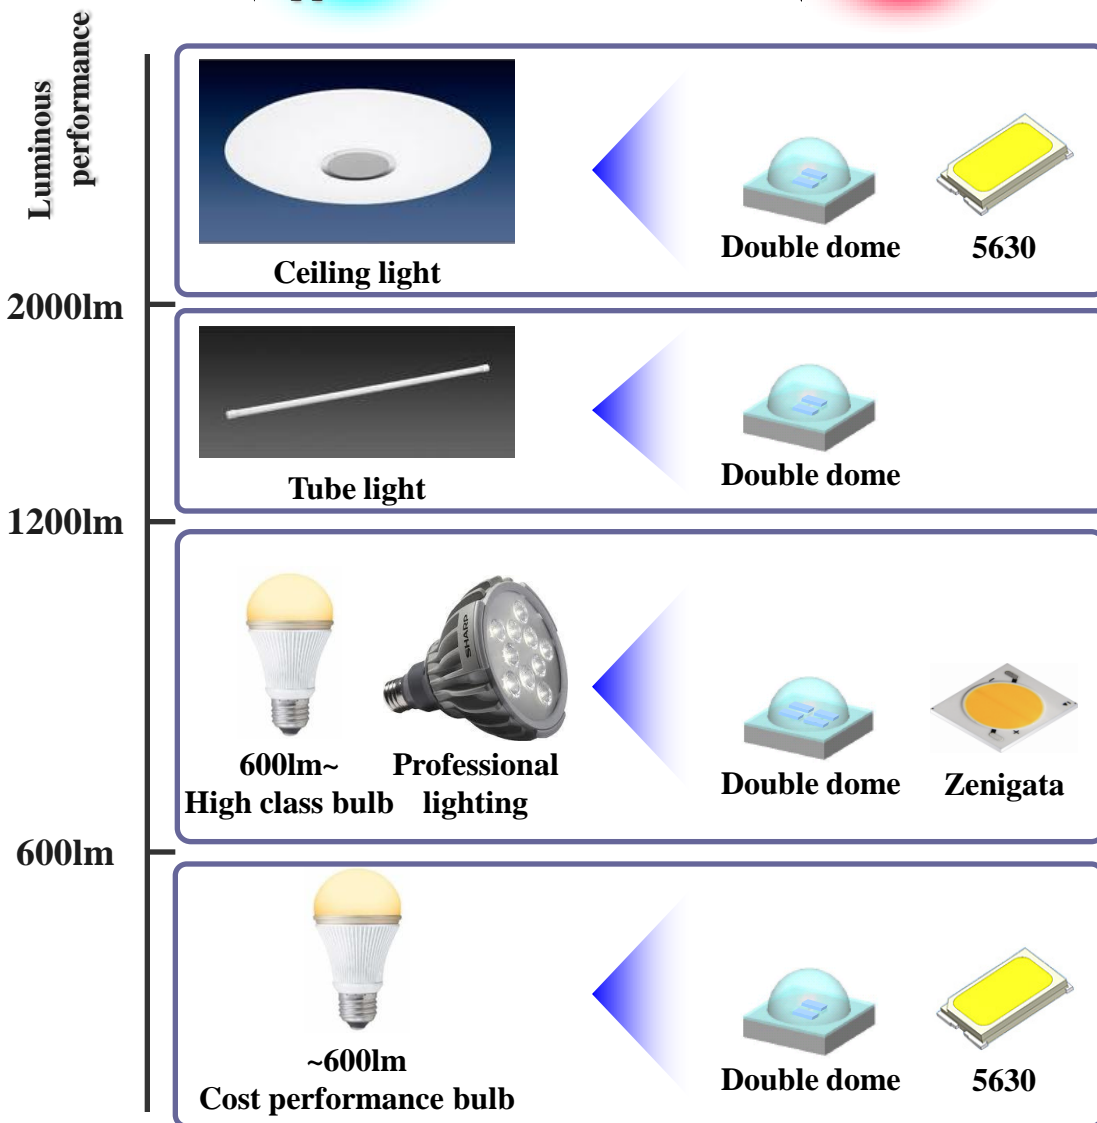 Luminous
performance
Double dome
5630
Ceiling light
2000lm
Tube light
Double dome
1200lm
SHARP
600lm~
High class bulb
Professional
lighting
Double dome
Zenigata
600lm
~600lm
Cost performance bulb
Double dome
5630